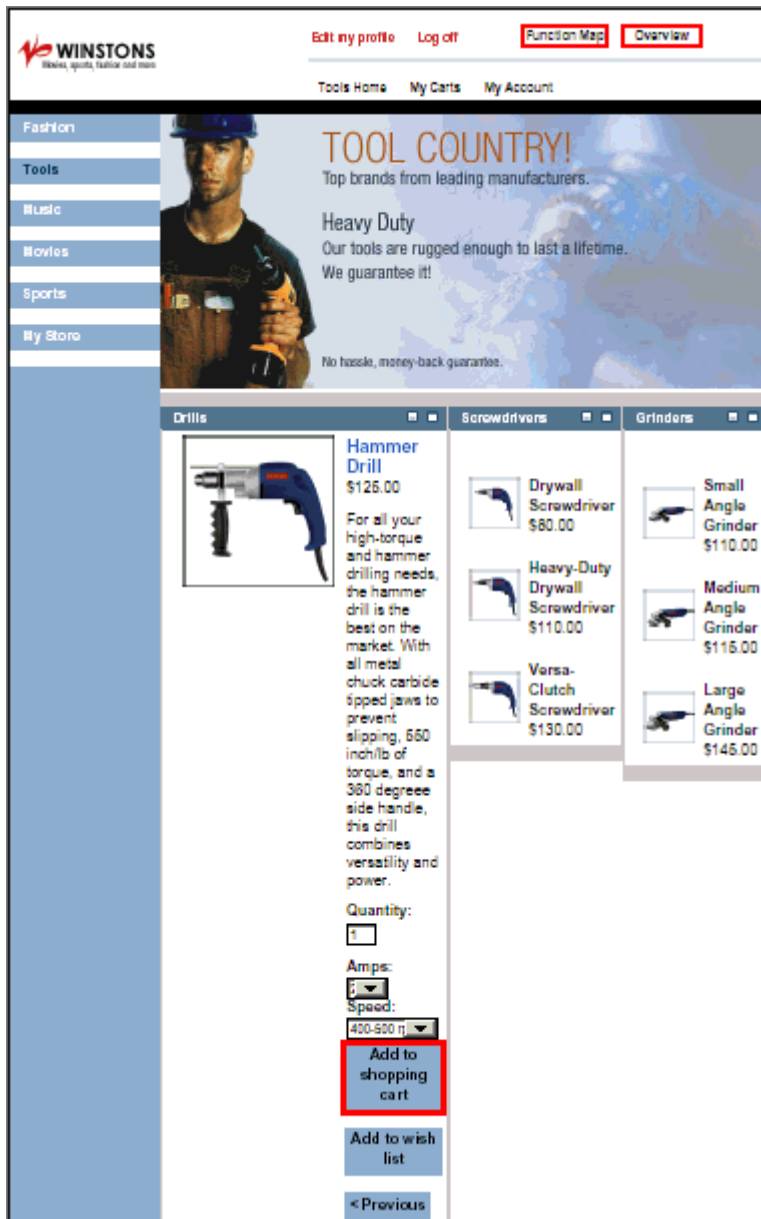 Edit my profile Log off Function Map Overview
WINSTONS
Movies, sports, fashion and more
Tools Home My Carts My Account
Fashion
Tools
Music
Movies
Sports
My Store
TOOL COUNTRY!
Top brands from leading manufacturers.
Heavy Duty
Our tools are rugged enough to last a lifetime.
We guarantee it!
No hassle, money-back guarantee.
Drills
Hammer
Drill
$125.00
For all your
high-torque
and hammer
drilling needs,
the hammer
drill is the
best on the
market. With
all metal
chuck carbide
tipped jaws to
prevent
slipping, 550
inch/lb of
torque, and a
360 degreee
side handle,
this drill
combines
versatility and
power.
Quantity:
1
Amps:
Speed:
400-500 r
Add to
shopping
cart
Add to wish
list
< Previous
Screwdrivers
Drywall
Screwdriver
$80.00
Heavy-Duty
Drywall
Screwdriver
$110.00
Versa-
Clutch
Screwdriver
$130.00
Grinders
Small
Angle
Grinder
$110.00
Medium
Angle
Grinder
$115.00
Large
Angle
Grinder
$145.00